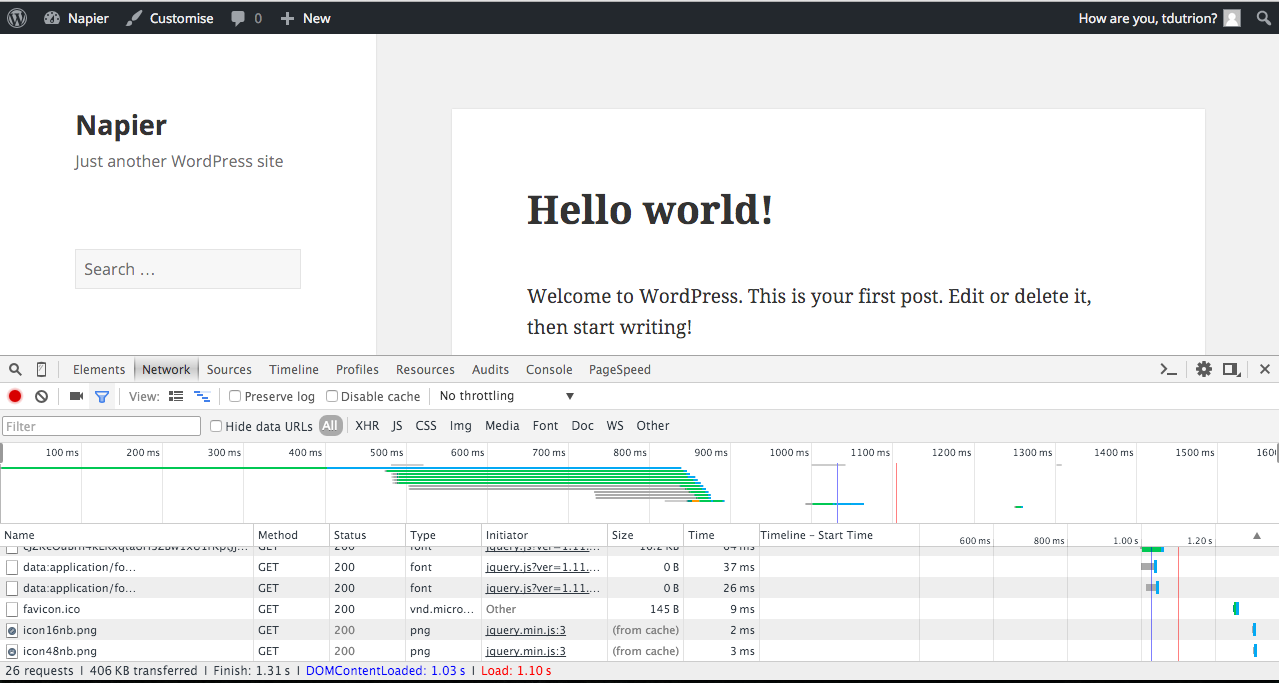 Napier Customise 0 New How are you, tdutrion?
Napier
Just another WordPress site
Search …
Hello world!
Welcome to WordPress. This is your first post. Edit or delete it,
then start writing!
Elements Network Sources Timeline Profiles Resources Audits Console PageSpeed
View: Preserve log Disable cache No throttling
Filter Hide data URLs All XHR JS CSS Img Media Font Doc WS Other
100 ms 200 ms 300 ms 400 ms 500 ms 600 ms 700 ms 800 ms 900 ms 1000 ms 1100 ms 1200 ms 1300 ms 1400 ms 1500 ms
Name Method Status Type Initiator Size Time Timeline – Start Time 600 ms 800 ms 1.00 s 1.20 s
GET 200 font jquery.js?ver=1.11.… 64 ms
data:application/fo… GET 200 font jquery.js?ver=1.11.… 0 B 37 ms
data:application/fo… GET 200 font jquery.js?ver=1.11.… 0 B 26 ms
favicon.ico GET 200 vnd.micro… Other 145 B 9 ms
icon16nb.png GET 200 png jquery.min.js:3 (from cache) 2 ms
icon48nb.png GET 200 png jquery.min.js:3 (from cache) 3 ms
26 requests | 406 KB transferred | Finish: 1.31 s | DOMContentLoaded: 1.03 s | Load: 1.10 s